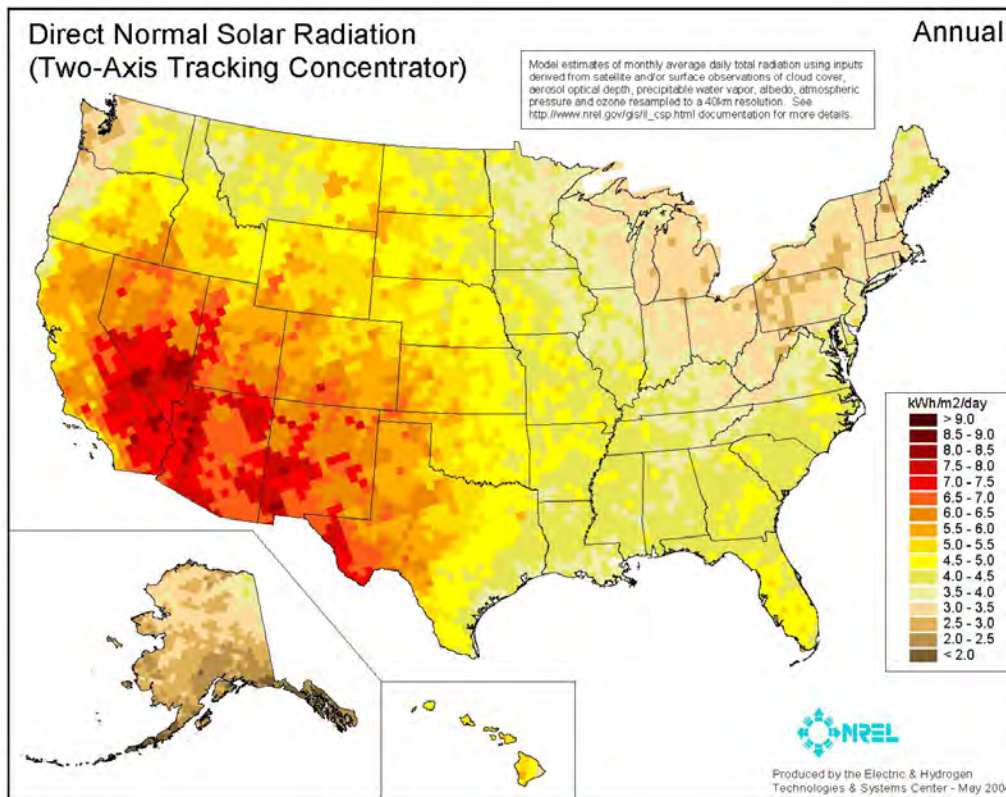 Direct Normal Solar Radiation
(Two-Axis Tracking Concentrator)
Annual
Model estimates of monthly average daily total radiation using inputs
derived from satellite and/or surface observations of cloud cover,
aerosol optical depth, precipitable water vapor, albedo, atmospheric
pressure and ozone resampled to a 40km resolution. See
http://www.nrel.gov/gis/il_csp.html documentation for more details.
kWh/m2/day
> 9.0
8.5 - 9.0
8.0 - 8.5
7.5 - 8.0
7.0 - 7.5
6.5 - 7.0
6.0 - 6.5
5.5 - 6.0
5.0 - 5.5
4.5 - 5.0
4.0 - 4.5
3.5 - 4.0
3.0 - 3.5
2.5 - 3.0
2.0 - 2.5
< 2.0
NREL
Produced by the Electric & Hydrogen
Technologies & Systems Center - May